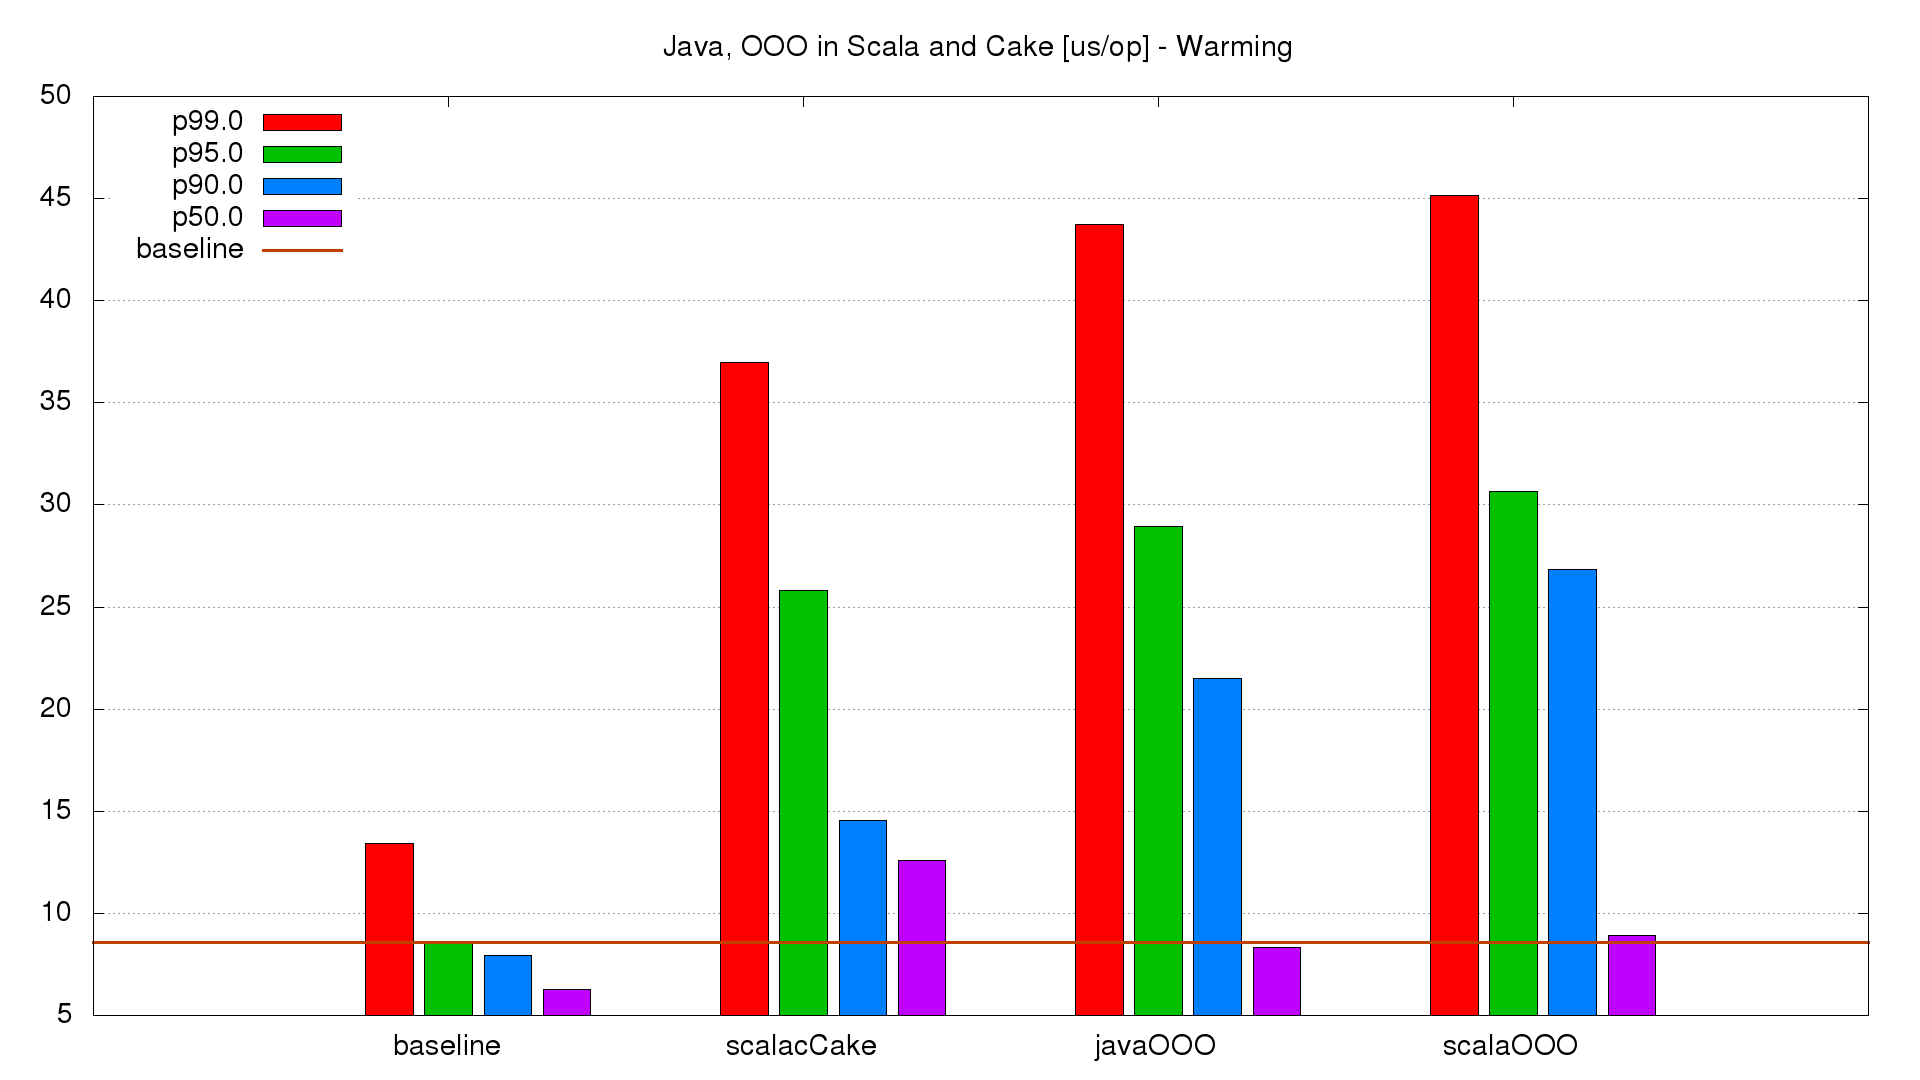 Java, OOO in Scala and Cake [us/op] - Warming
50
45
40
35
30
25
20
15
10
5
p99.0
p95.0
p90.0
p50.0
baseline
baseline scalacCake javaOOO scalaOOO